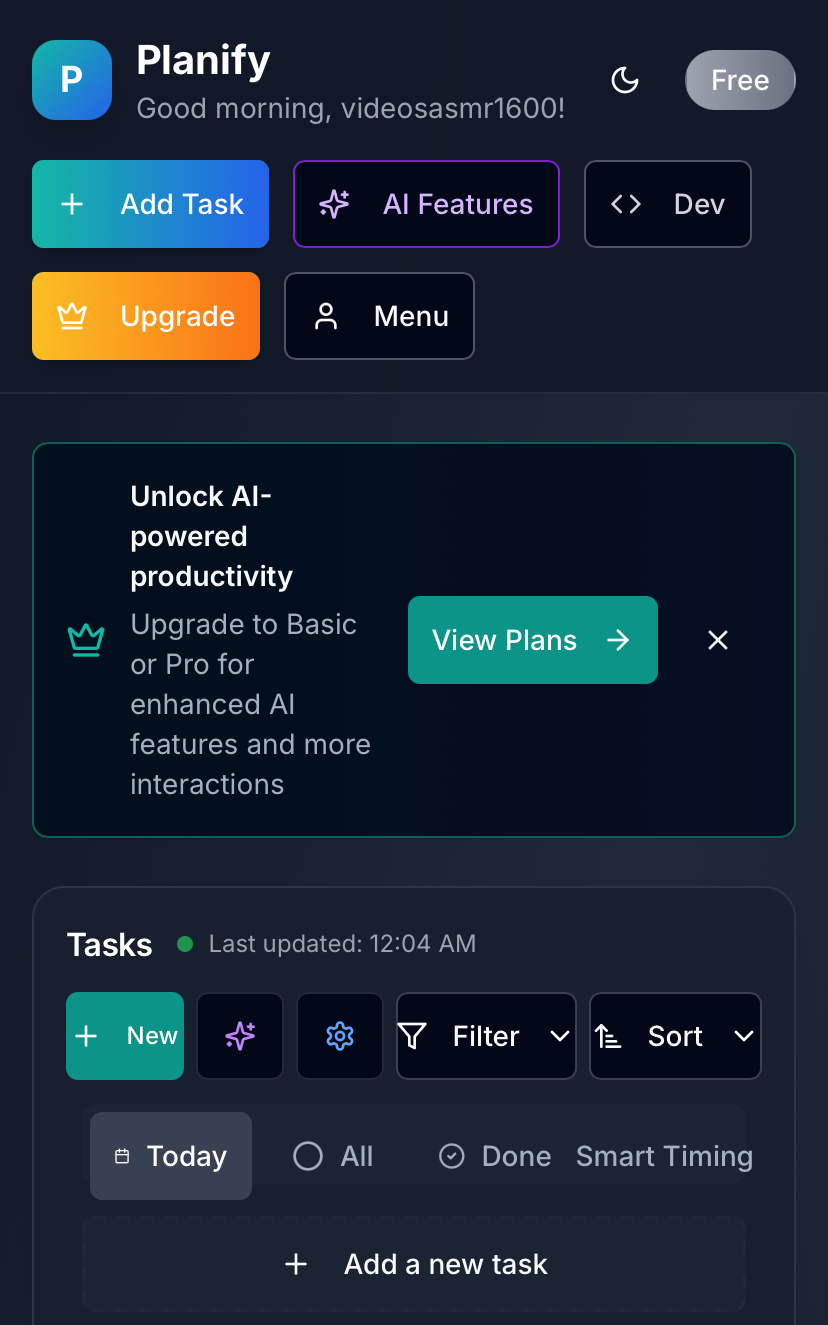 P
Planify
Good morning, videosasmr1600!
Free
Add Task
AI Features
Dev
Upgrade
Menu
Unlock AI-
powered
productivity
Upgrade to Basic
or Pro for
enhanced AI
features and more
interactions
View Plans
Tasks
Last updated: 12:04 AM
New
Filter
Sort
Today
All
Done
Smart Timing
Add a new task